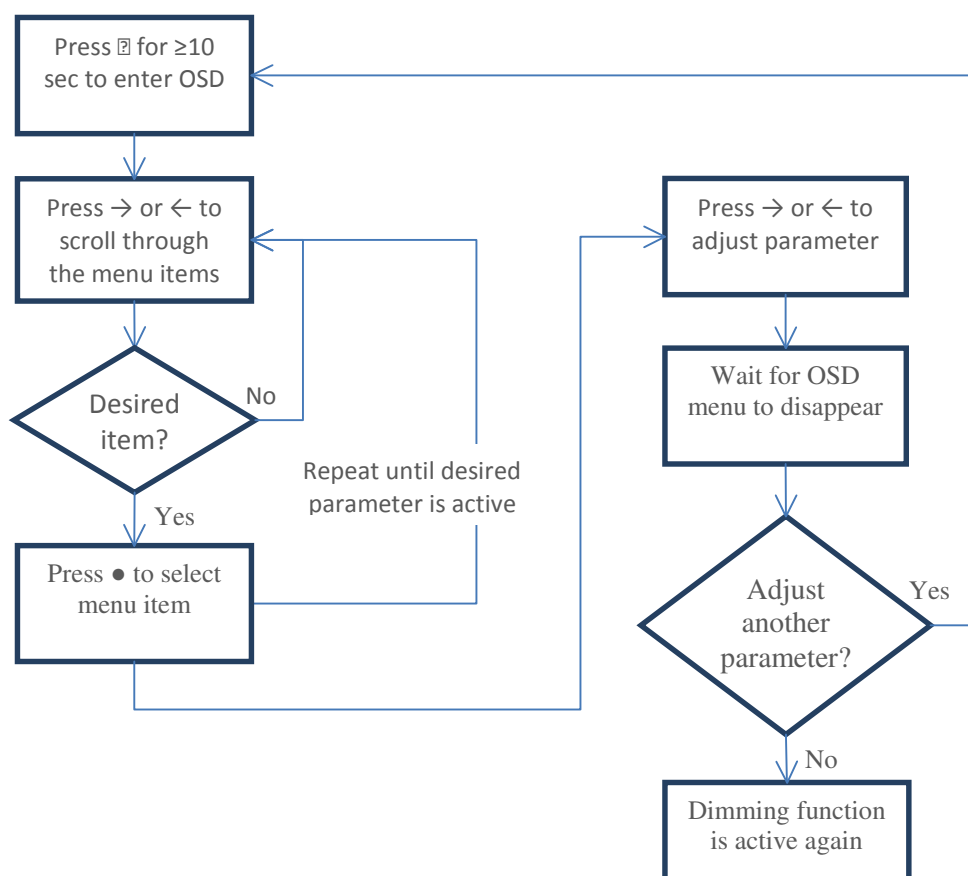 Press ⍰ for ≥10
sec to enter OSD
Press → or ← to
scroll through
the menu items
Desired
item?
No
Yes
Repeat until desired
parameter is active
Press ● to select
menu item
Press → or ← to
adjust parameter
Wait for OSD
menu to disappear
Adjust
another
parameter?
Yes
No
Dimming function
is active again